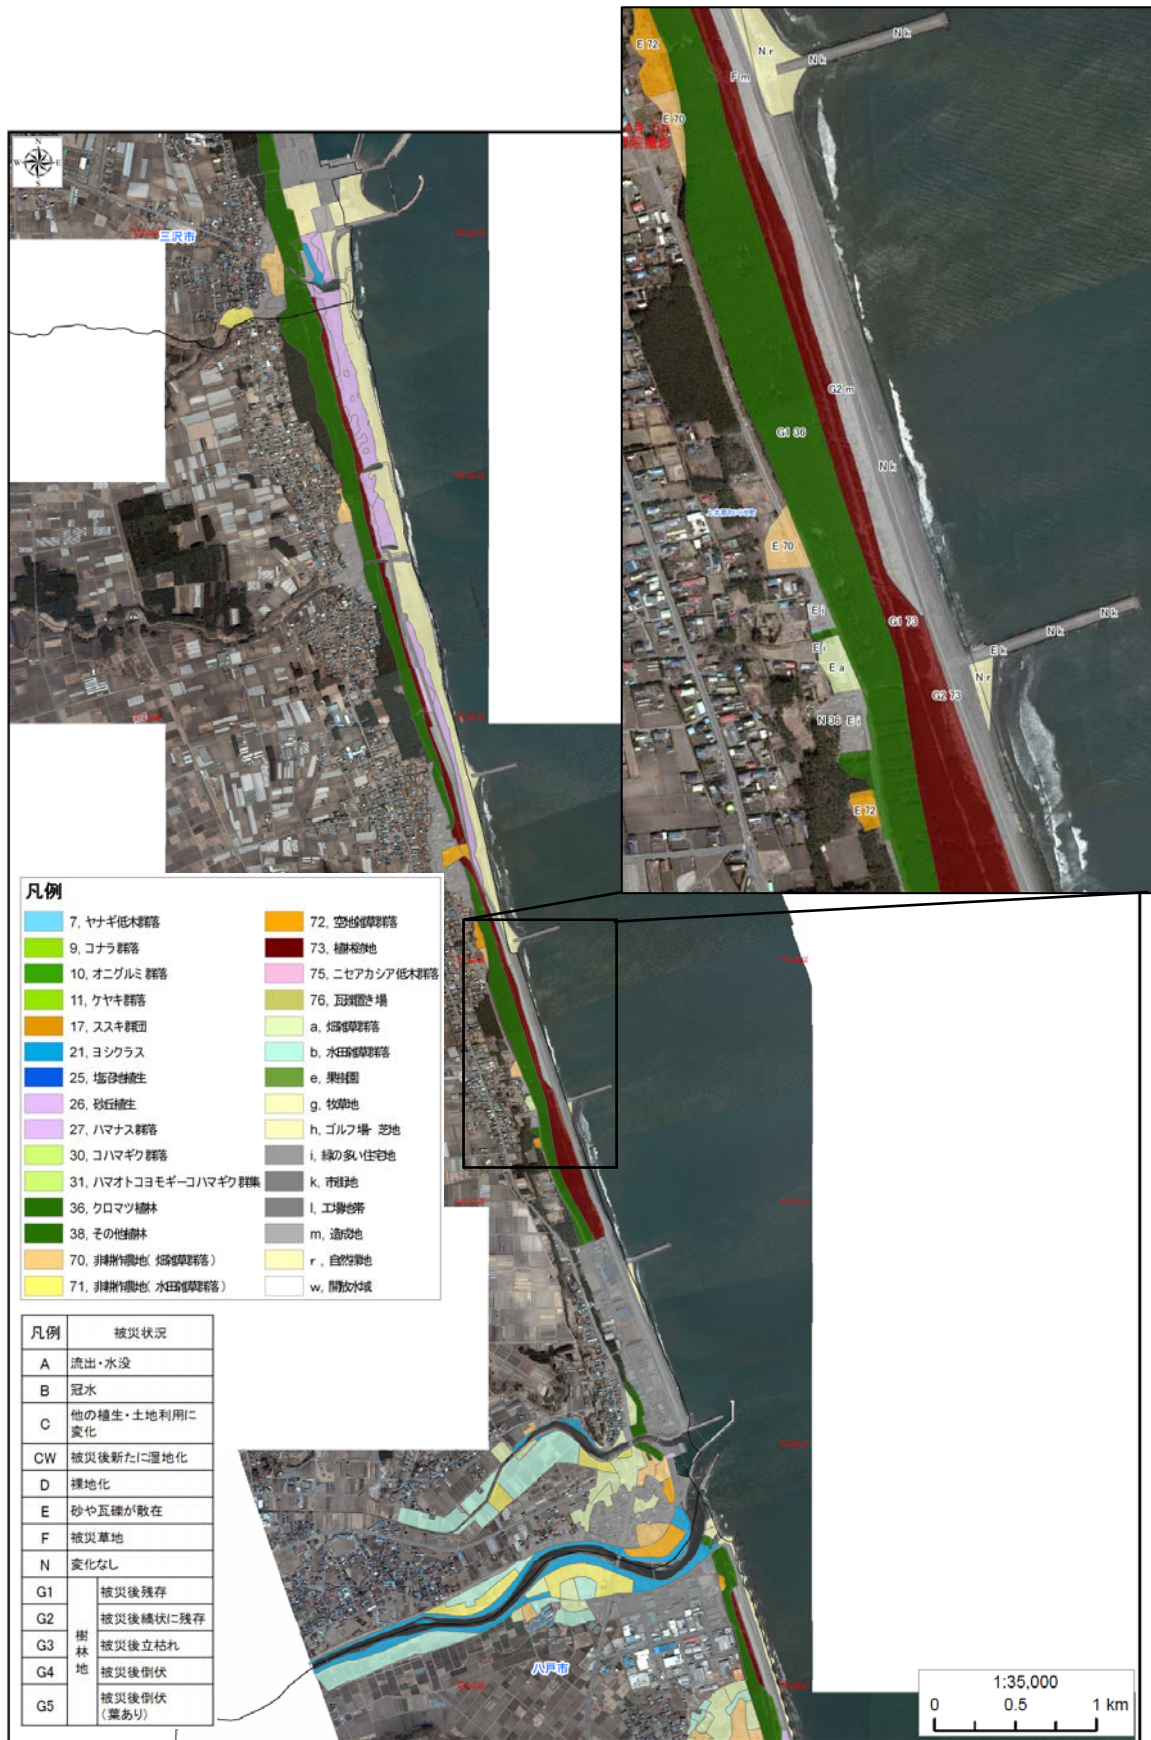 N
W E
S
三沢市
E 72
N r
N k
N k
F m
E 70
G2 m
G1 36
N k
E 70
E i
G1 73
N k
N k
E k
E i
E a
N r
G2 73
N 36
E i
E 72
凡例
7, ヤナギ低木群落
9, コナラ群落
10, オニグルミ群落
11, ケヤキ群落
17, ススキ群団
21, ヨシクラス
25, 塩沼地植生
26, 砂丘植生
27, ハマナス群落
30, コハマギク群落
31, ハマオトコヨモギーコハマギク群集
36, クロマツ植林
38, その他植林
70, 非耕作農地( 畑雑草群落)
71, 非耕作農地( 水田雑草群落)
72, 空地雑草群落
73, 植林跡地
75, ニセアカシア低木群落
76, 瓦礫置き場
a, 畑雑草群落
b, 水田雑草群落
e, 果樹園
g, 牧草地
h, ゴルフ場・芝地
i, 緑の多い住宅地
k, 市街地
l, 工場地帯
m, 造成地
r, 自然裸地
w, 開放水域
凡例 被災状況
A 流出・水没
B 冠水
C 他の植生・土地利用に
変化
CW 被災後新たに湿地化
D 裸地化
E 砂や瓦礫が散在
F 被災草地
N 変化なし
樹林地
G1 被災後残存
G2 被災後縞状に残存
G3 被災後立枯れ
G4 被災後倒伏
G5 被災後倒伏
(葉あり)
八戸市
1:35,000
0 0.5 1 km